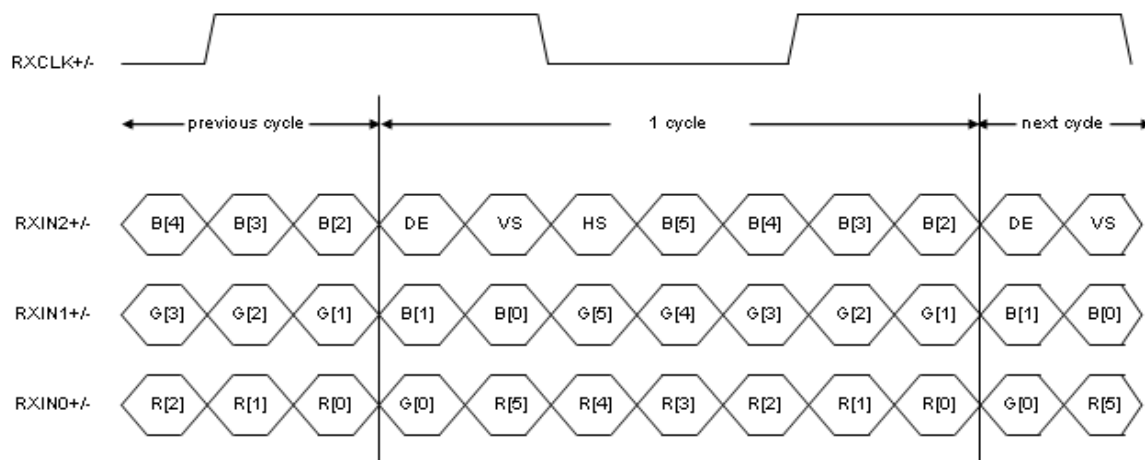 RXCLK+/-
previous cycle 1 cycle next cycle
RXIN2+/- B[4] B[3] B[2] DE VS HS B[5] B[4] B[3] B[2] DE VS
RXIN1+/- G[3] G[2] G[1] B[1] B[0] G[5] G[4] G[3] G[2] G[1] B[1] B[0]
RXIN0+/- R[2] R[1] R[0] G[0] R[5] R[4] R[3] R[2] R[1] R[0] G[0] R[5]